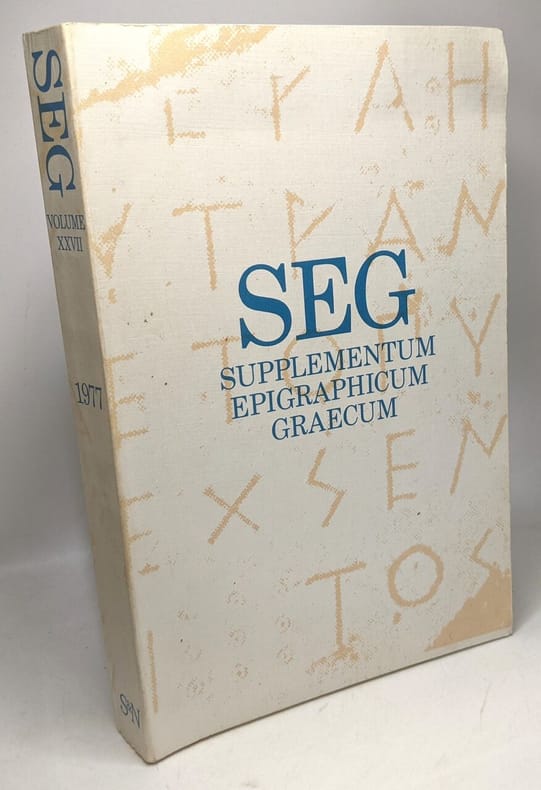 SEG
VOLUME
XXVII
1977
S&N
SEG
SUPPLEMENTUM
EPIGRAPHICUM
GRAECUM